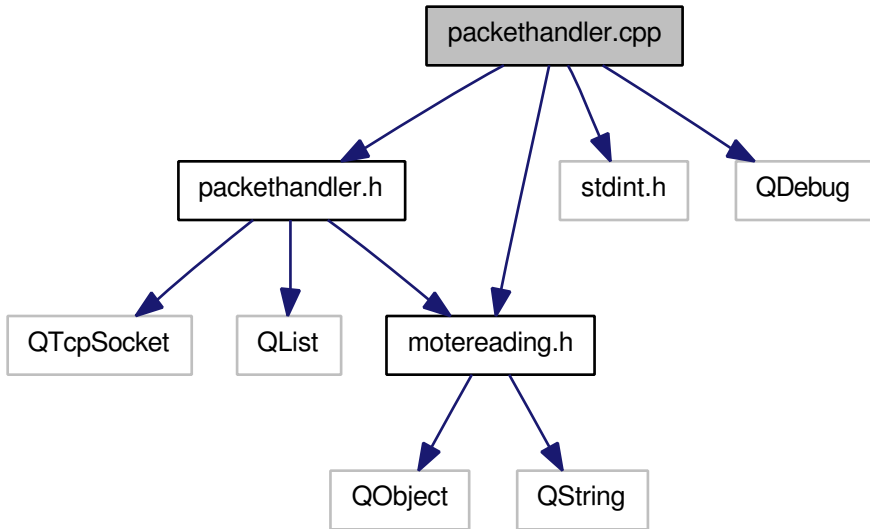 packethandler.cpp
packethandler.h
stdint.h
QDebug
QTcpSocket
QList
motereading.h
QObject
QString